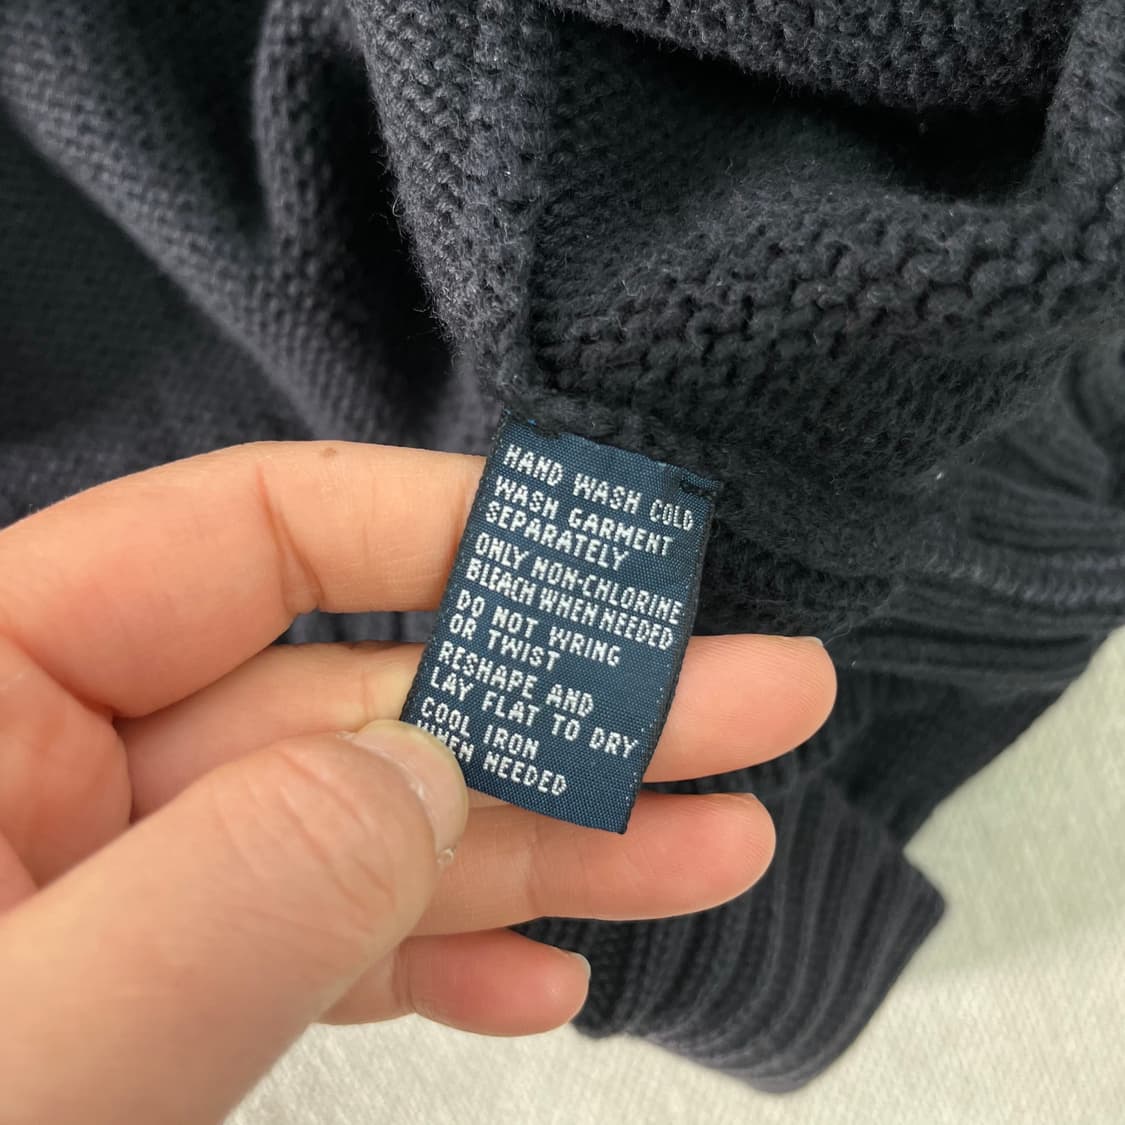 HAND WASH COLD
WASH GARMENT
SEPARATELY
ONLY NON-CHLORINE
BLEACH WHEN NEEDED
DO NOT WRING
OR TWIST
RESHAPE AND
LAY FLAT TO DRY
COOL IRON
WHEN NEEDED